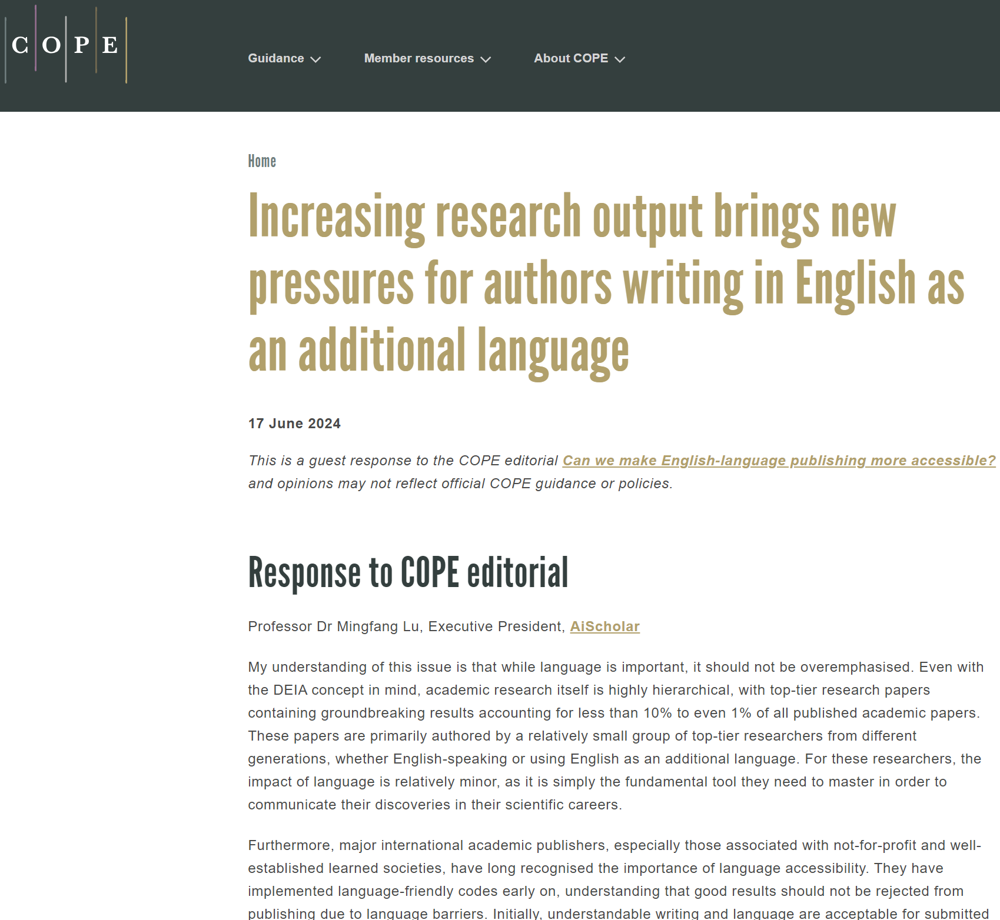 COPE
Guidance
Member resources
About COPE
Home
Increasing research output brings new
pressures for authors writing in English as
an additional language
17 June 2024
This is a guest response to the COPE editorial Can we make English-language publishing more accessible?
and opinions may not reflect official COPE guidance or policies.
Response to COPE editorial
Professor Dr Mingfang Lu, Executive President, AiScholar
My understanding of this issue is that while language is important, it should not be overemphasised. Even with
the DEIA concept in mind, academic research itself is highly hierarchical, with top-tier research papers
containing groundbreaking results accounting for less than 10% to even 1% of all published academic papers.
These papers are primarily authored by a relatively small group of top-tier researchers from different
generations, whether English-speaking or using English as an additional language. For these researchers, the
impact of language is relatively minor, as it is simply the fundamental tool they need to master in order to
communicate their discoveries in their scientific careers.
Furthermore, major international academic publishers, especially those associated with not-for-profit and well-
established learned societies, have long recognised the importance of language accessibility. They have
implemented language-friendly codes early on, understanding that good results should not be rejected from
publishing due to language barriers. Initially, understandable writing and language are acceptable for submitted